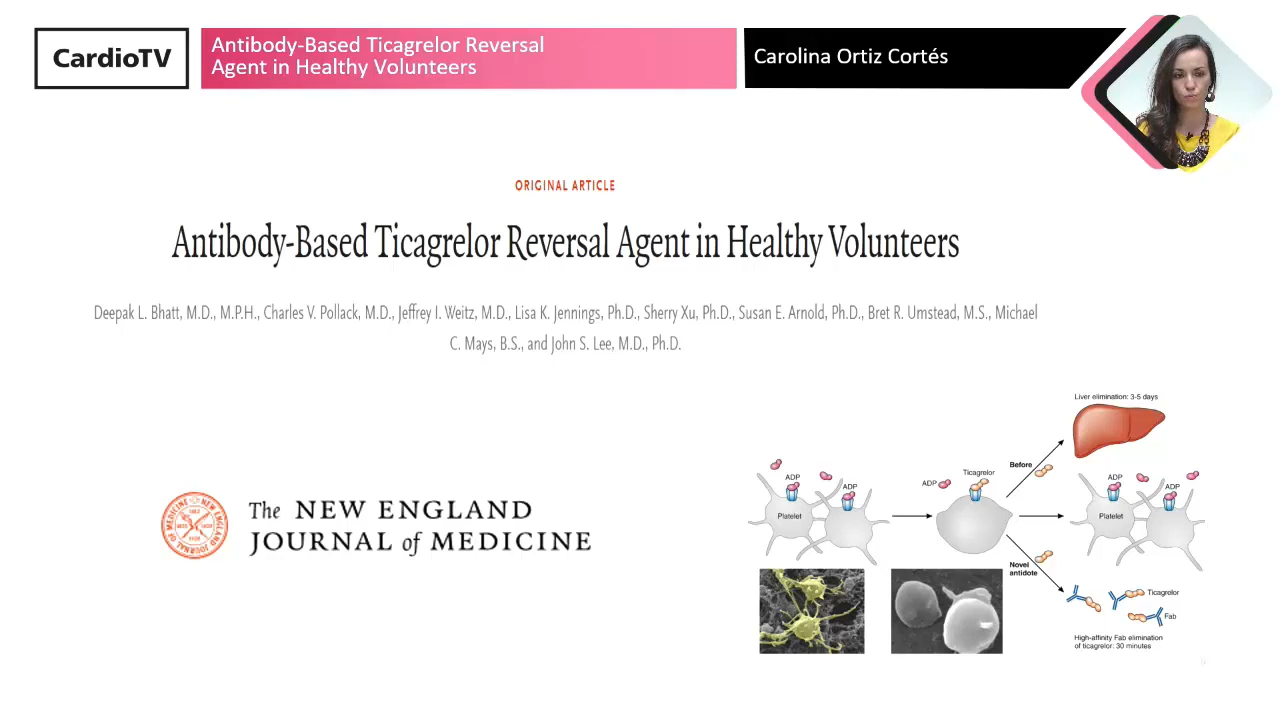 CardioTV
Antibody-Based Ticagrelor Reversal
Agent in Healthy Volunteers
Carolina Ortiz Cortés
ORIGINAL ARTICLE
Antibody-Based Ticagrelor Reversal Agent in Healthy Volunteers
Deepak L. Bhatt, M.D., M.P.H., Charles V. Pollack, M.D., Jeffrey I. Weitz, M.D., Lisa K. Jennings, Ph.D., Sherry Xu, Ph.D., Susan E. Arnold, Ph.D., Bret R. Umstead, M.S., Michael
C. Mays, B.S., and John S. Lee, M.D., Ph.D.
The NEW ENGLAND
JOURNAL of MEDICINE
Liver elimination: 3-5 days
Before
Ticagrelor
ADP
ADP
ADP
ADP
ADP
Platelet
Platelet
Novel
antidote
Ticagrelor
Fab
High-affinity Fab elimination
of ticagrelor: 30 minutes